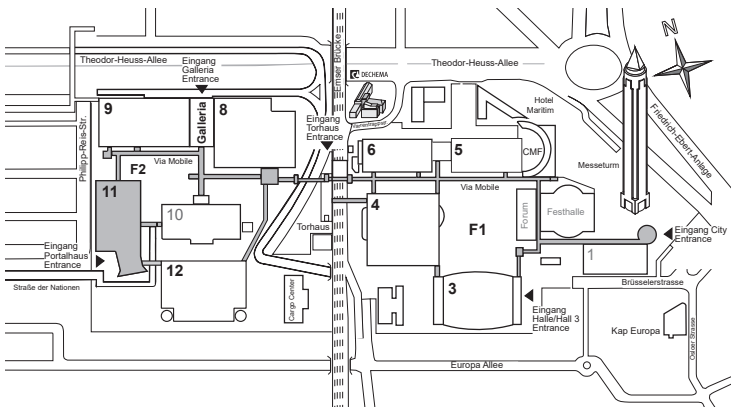 N
Theodor-Heuss-Allee
Eingang
Galleria
Entrance
Emser Brücke
DECHEMA
Theodor-Heuss-Allee
Hotel
Maritim
Friedrich-Ebert-Anlage
Philipp-Reis-Str.
9
Galleria
8
Eingang
Torhaus
Entrance
6
5
CMF
Messeturm
Via Mobile
F2
Via Mobile
11
10
4
F1
Forum
Festhalle
Torhaus
Eingang City
Entrance
Eingang
Portalhaus
Entrance
12
1
Straße der Nationen
Cargo Center
3
Brüsselerstrasse
Eingang
Halle/Hall 3
Entrance
Kap Europa
Osloer Strasse
Europa Allee